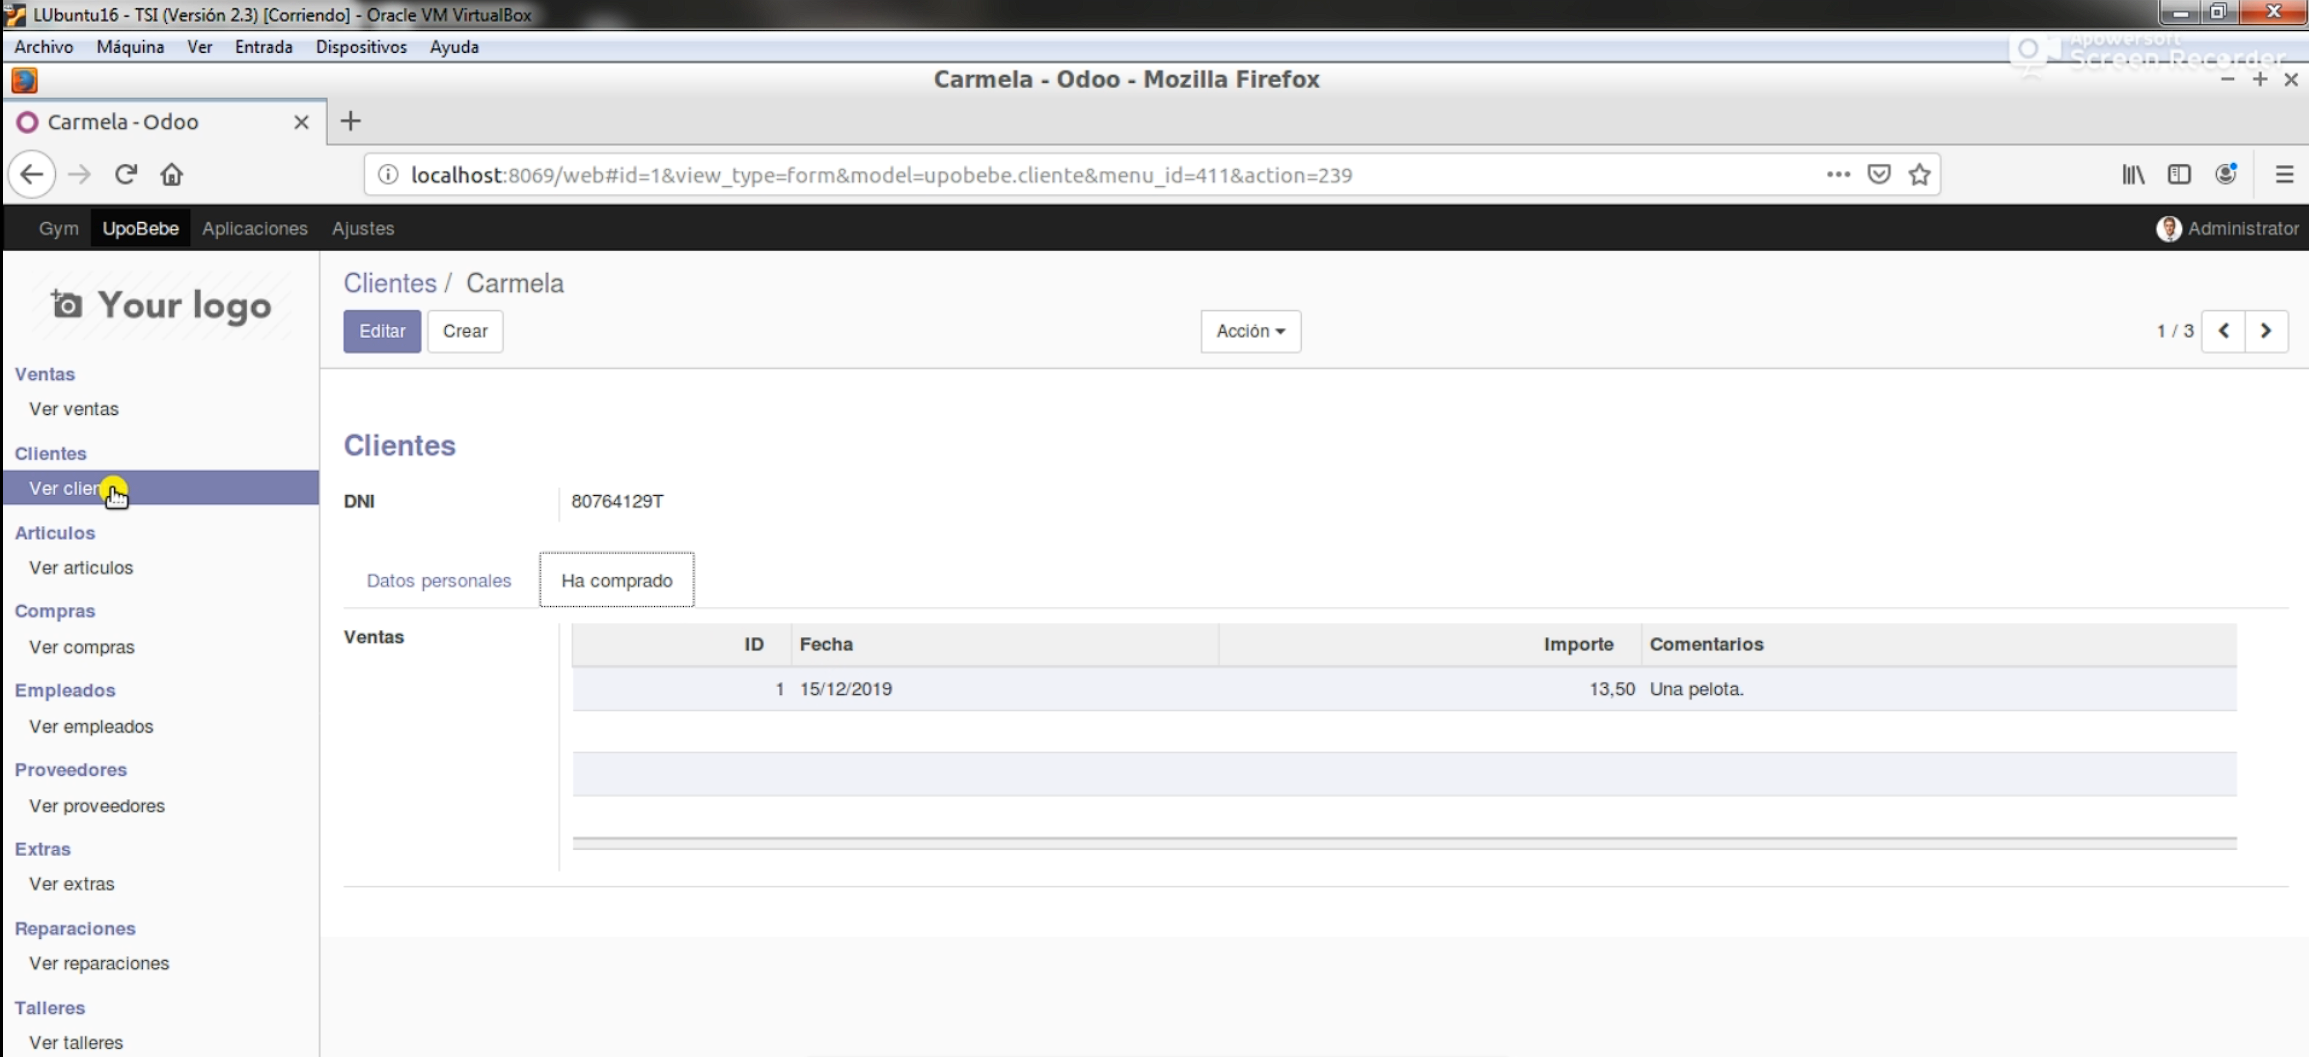 LUbuntu16 - TSI (Versión 2.3) [Corriendo] - Oracle VM VirtualBox
Archivo Máquina Ver Entrada Dispositivos Ayuda
Apowersoft
Screen Recorder
Carmela - Odoo - Mozilla Firefox
Carmela - Odoo
localhost:8069/web#id=1&view_type=form&model=upobebe.cliente&menu_id=411&action=239
Gym UpoBebe Aplicaciones Ajustes Administrator
Your logo
Clientes / Carmela
Editar Crear Acción 1 / 3
Ventas
Ver ventas
Clientes
Ver clien
Articulos
Ver articulos
Compras
Ver compras
Empleados
Ver empleados
Proveedores
Ver proveedores
Extras
Ver extras
Reparaciones
Ver reparaciones
Talleres
Ver talleres
Clientes
DNI 80764129T
Datos personales Ha comprado
Ventas
ID Fecha Importe Comentarios
1 15/12/2019 13,50 Una pelota.